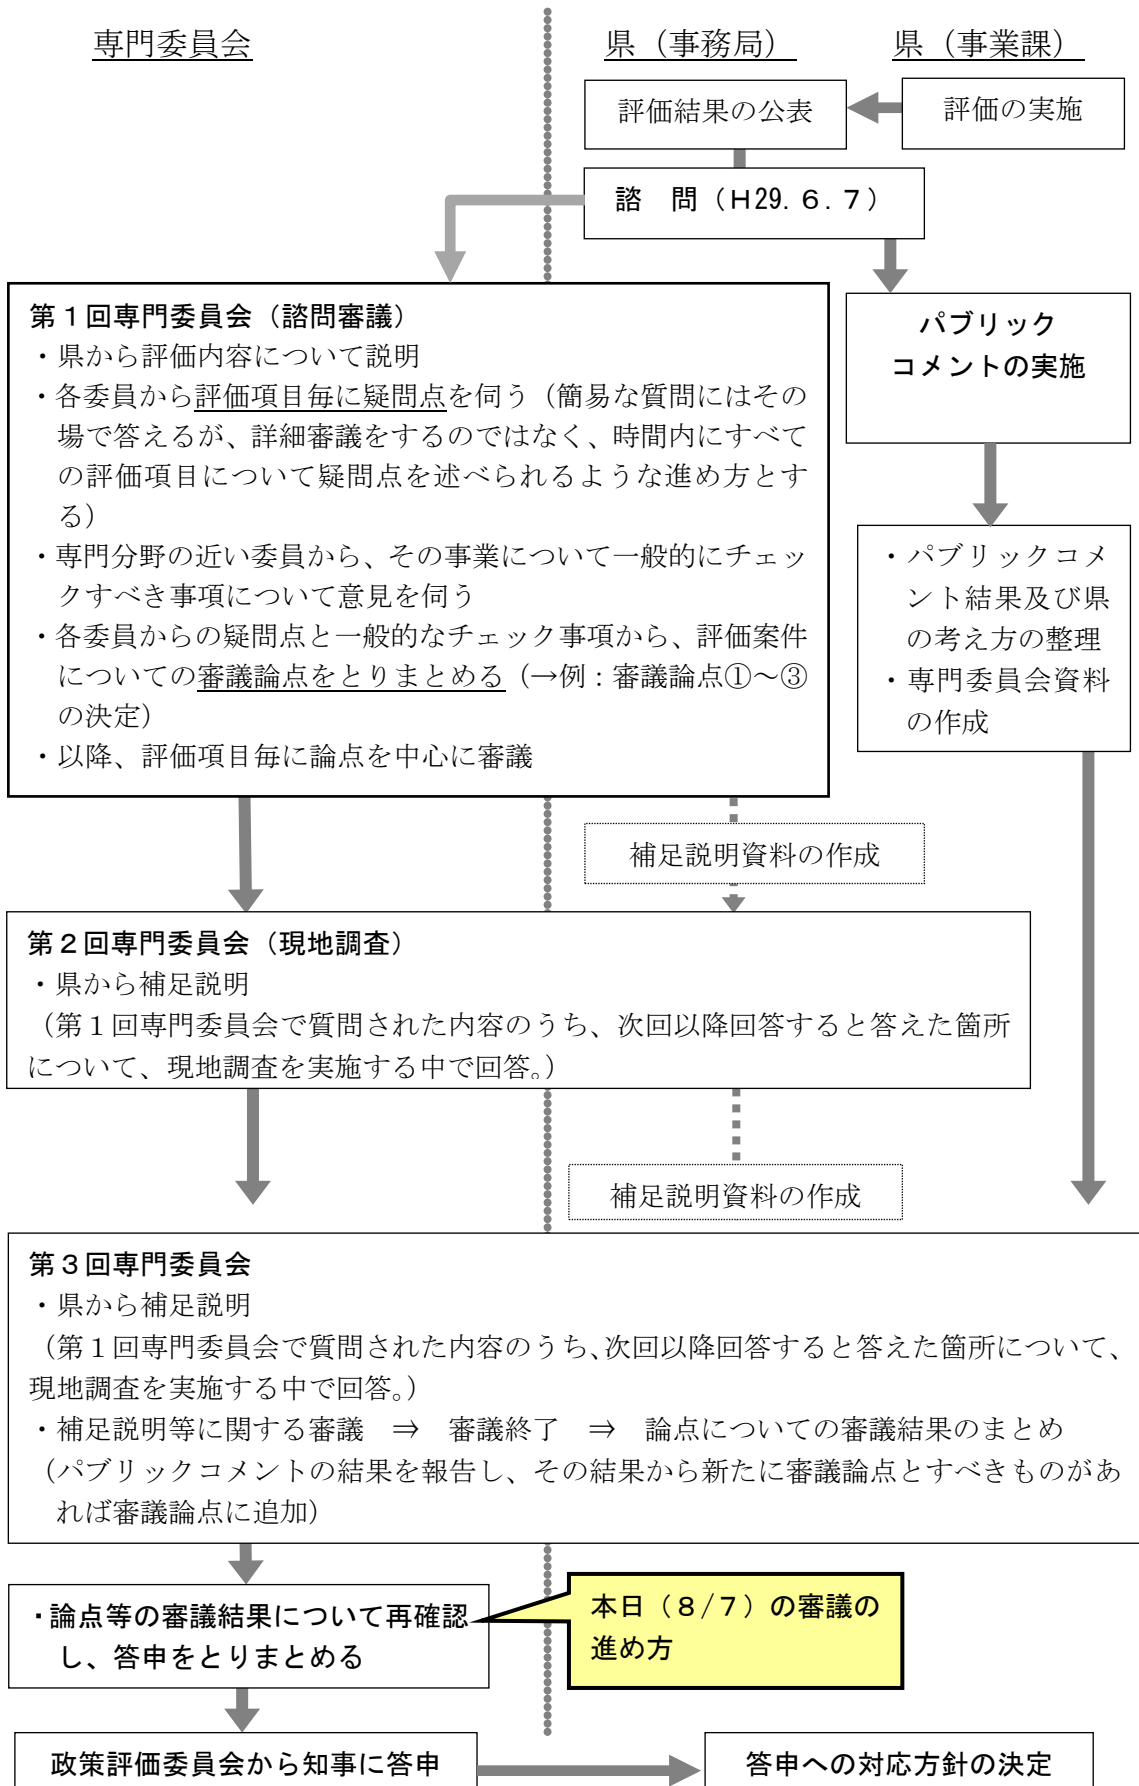 専門委員会
県（事務局）
県（事業課）
評価結果の公表
評価の実施
諮　問（H29.６.７）
第１回専門委員会（諮問審議）
・県から評価内容について説明
・各委員から評価項目毎に疑問点を伺う（簡易な質問にはその
場で答えるが、詳細審議をするのではなく、時間内にすべて
の評価項目について疑問点を述べられるような進め方とす
る）
・専門分野の近い委員から、その事業について一般的にチェッ
クすべき事項について意見を伺う
・各委員からの疑問点と一般的なチェック事項から、評価案件
についての審議論点をとりまとめる（→例：審議論点①～③
の決定）
・以降、評価項目毎に論点を中心に審議
パブリック
コメントの実施
・パブリックコメ
ント結果及び県
の考え方の整理
・専門委員会資料
の作成
補足説明資料の作成
第２回専門委員会（現地調査）
・県から補足説明
（第１回専門委員会で質問された内容のうち、次回以降回答すると答えた箇所
について、現地調査を実施する中で回答。）
補足説明資料の作成
第３回専門委員会
・県から補足説明
（第１回専門委員会で質問された内容のうち、次回以降回答すると答えた箇所について、
現地調査を実施する中で回答。）
・補足説明等に関する審議　⇒　審議終了　⇒　論点についての審議結果のまとめ
（パブリックコメントの結果を報告し、その結果から新たに審議論点とすべきものがあ
れば審議論点に追加）
・論点等の審議結果について再確認
し、答申をとりまとめる
本日（８/７）の審議の
進め方
政策評価委員会から知事に答申
答申への対応方針の決定